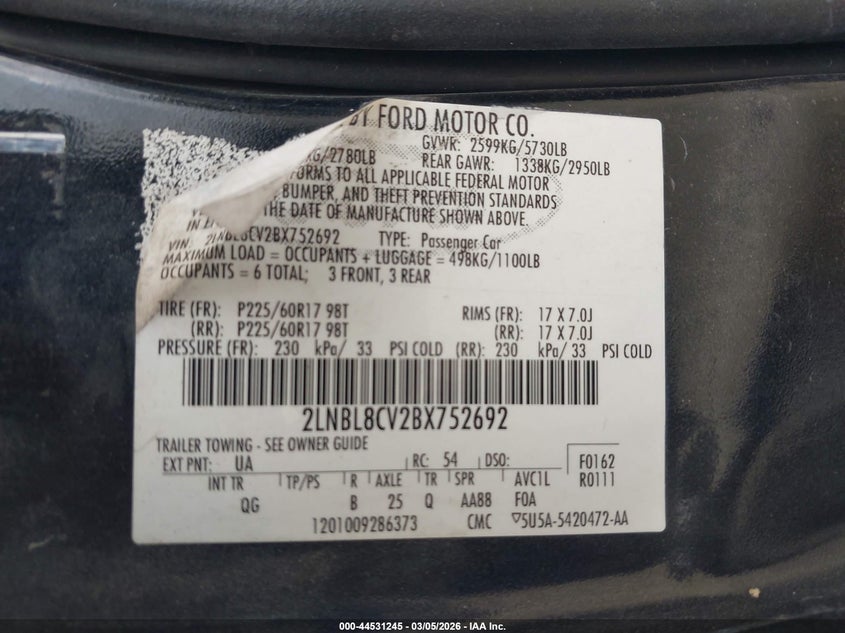 BY FORD MOTOR CO.
GVWR: 2599KG/5730LB
KG/2780LB REAR GAWR: 1338KG/2950LB
FORMS TO ALL APPLICABLE FEDERAL MOTOR
BUMPER, AND THEFT PREVENTION STANDARDS
THE DATE OF MANUFACTURE SHOWN ABOVE.
VIN: 2LNBL8CV2BX752692 TYPE: Passenger Car
MAXIMUM LOAD = OCCUPANTS + LUGGAGE = 498KG/1100LB
OCCUPANTS = 6 TOTAL; 3 FRONT, 3 REAR
TIRE (FR): P225/60R17 98T RIMS (FR): 17 X 7.0J
(RR): P225/60R17 98T (RR): 17 X 7.0J
PRESSURE (FR): 230 kPa/ 33 PSI COLD (RR): 230 kPa/ 33 PSI COLD
2LNBL8CV2BX752692
TRAILER TOWING - SEE OWNER GUIDE
EXT PNT: UA RC: 54 DSO: F0162
INT TR TP/PS R AXLE TR SPR AVC1L R0111
QG B 25 Q AA88 F0A
1201009286373 CMC ▽5U5A-5420472-AA
000-44531245 - 03/05/2026 - IAA Inc.